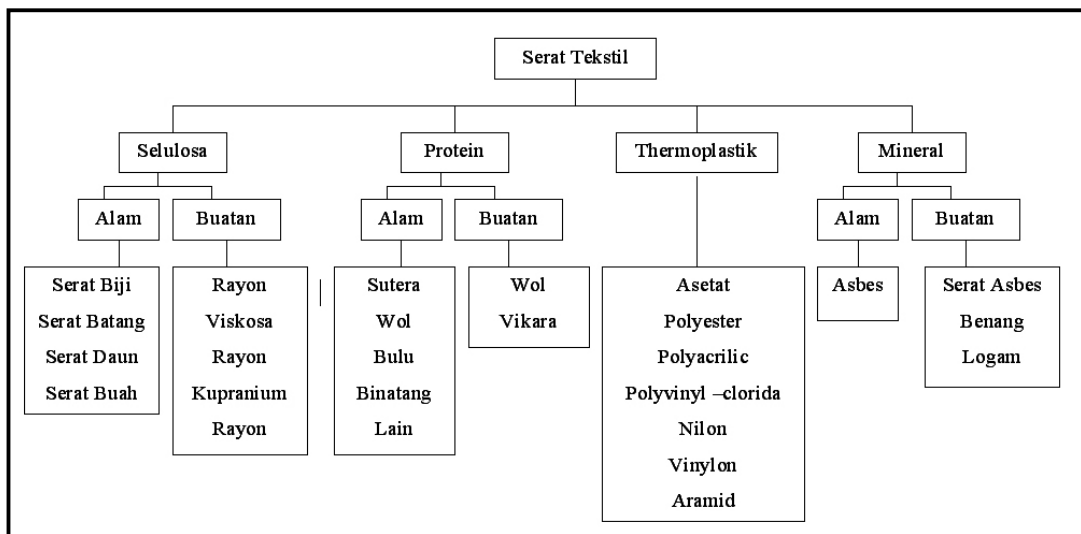 Serat Tekstil
Selulosa
Protein
Thermoplastik
Mineral
Alam
Buatan
Alam
Buatan
Alam
Buatan
Serat Biji
Serat Batang
Serat Daun
Serat Buah
Rayon
Viskosa
Rayon
Kupranium
Rayon
Sutera
Wol
Bulu
Binatang
Lain
Wol
Vikara
Asetat
Polyester
Polyacrilic
Polyvinyl –clorida
Nilon
Vinylon
Aramid
Asbes
Serat Asbes
Benang
Logam